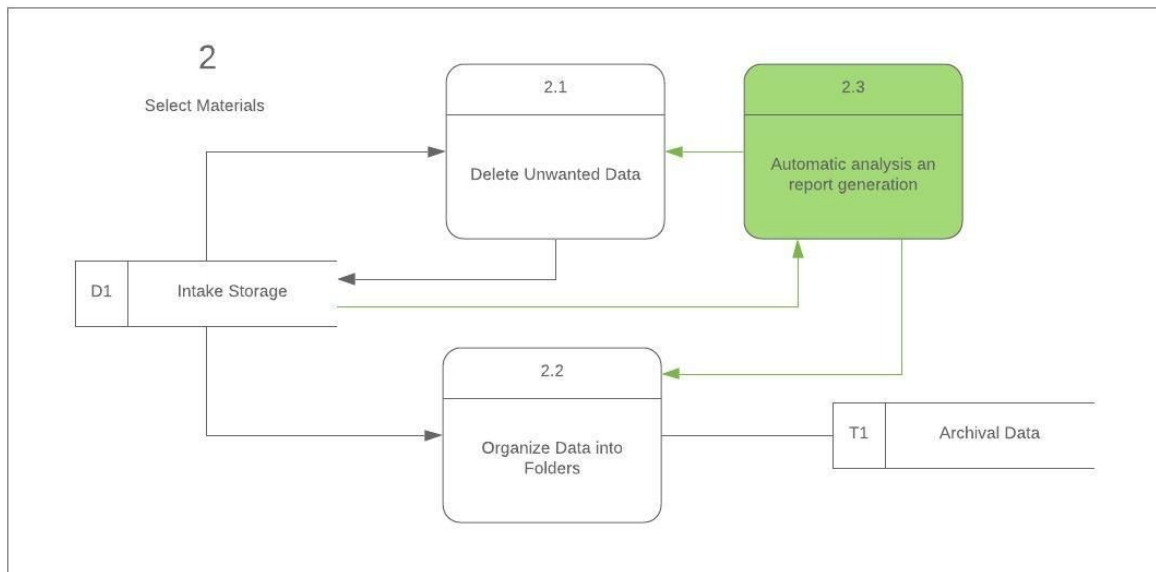 2
Select Materials
2.1
Delete Unwanted Data
2.3
Automatic analysis an
report generation
D1
Intake Storage
2.2
Organize Data into
Folders
T1
Archival Data